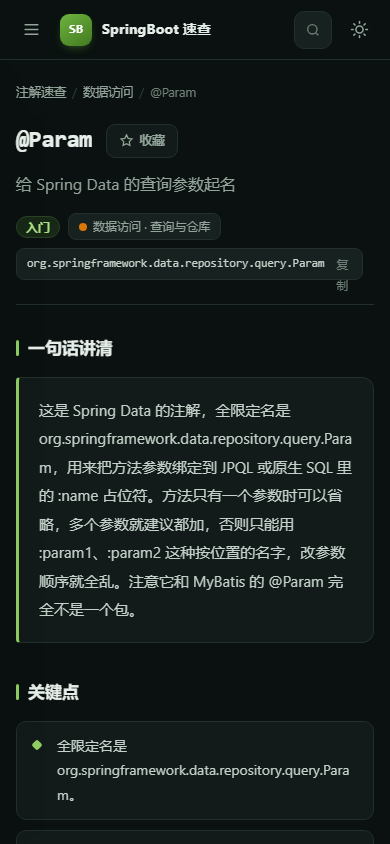 SB SpringBoot 速查
注解速查 / 数据访问 / @Param
@Param 收藏
给 Spring Data 的查询参数起名
入门 数据访问 · 查询与仓库
org.springframework.data.repository.query.Param 复
制
一句话讲清
这是 Spring Data 的注解，全限定名是
org.springframework.data.repository.query.Para
m，用来把方法参数绑定到 JPQL 或原生 SQL 里
的 :name 占位符。方法只有一个参数时可以省
略，多个参数就建议都加，否则只能用
:param1、:param2 这种按位置的名字，改参数
顺序就全乱。注意它和 MyBatis 的 @Param 完
全不是一个包。
关键点
全限定名是
org.springframework.data.repository.query.Para
m。